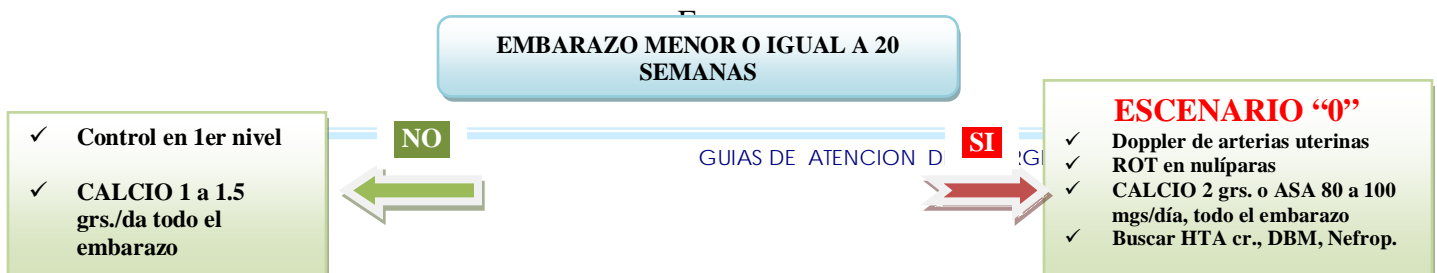 EMBARAZO MENOR O IGUAL A 20
SEMANAS
NO
SI
GUIAS DE ATENCION
✓ Control en 1er nivel
✓ CALCIO 1 a 1.5
grs./da todo el
embarazo
ESCENARIO “0”
✓ Doppler de arterias uterinas
✓ ROT en nulíparas
✓ CALCIO 2 grs. o ASA 80 a 100
mgs/día, todo el embarazo
✓ Buscar HTA cr., DBM, Nefrop.